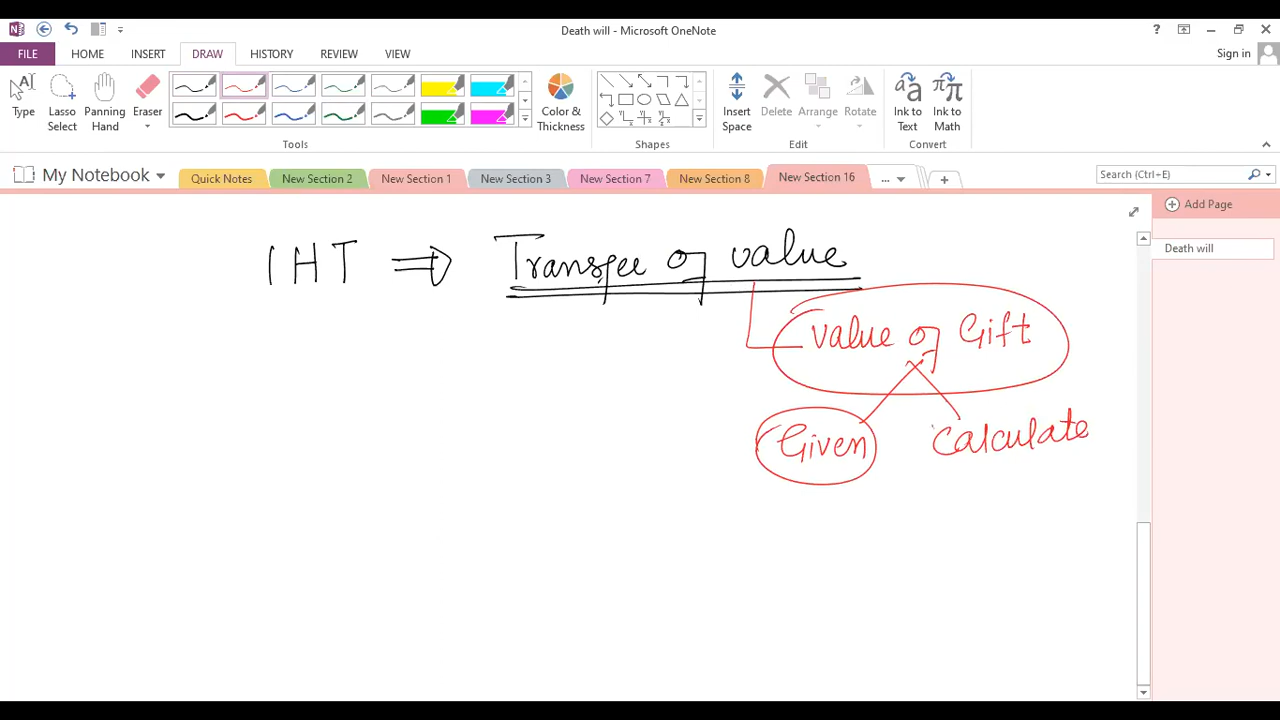 Death will - Microsoft OneNote
?
FILE HOME INSERT DRAW HISTORY REVIEW VIEW
Sign in
Type Lasso Select Panning Hand Eraser Color & Thickness Insert Space Delete Arrange Rotate Ink to Text Ink to Math
Tools Shapes Edit Convert
My Notebook Quick Notes New Section 2 New Section 1 New Section 3 New Section 7 New Section 8 New Section 16 ... + Search (Ctrl+E)
Add Page
Death will
IHT ⇒ Transfer of value
value of Gift
Given Calculate